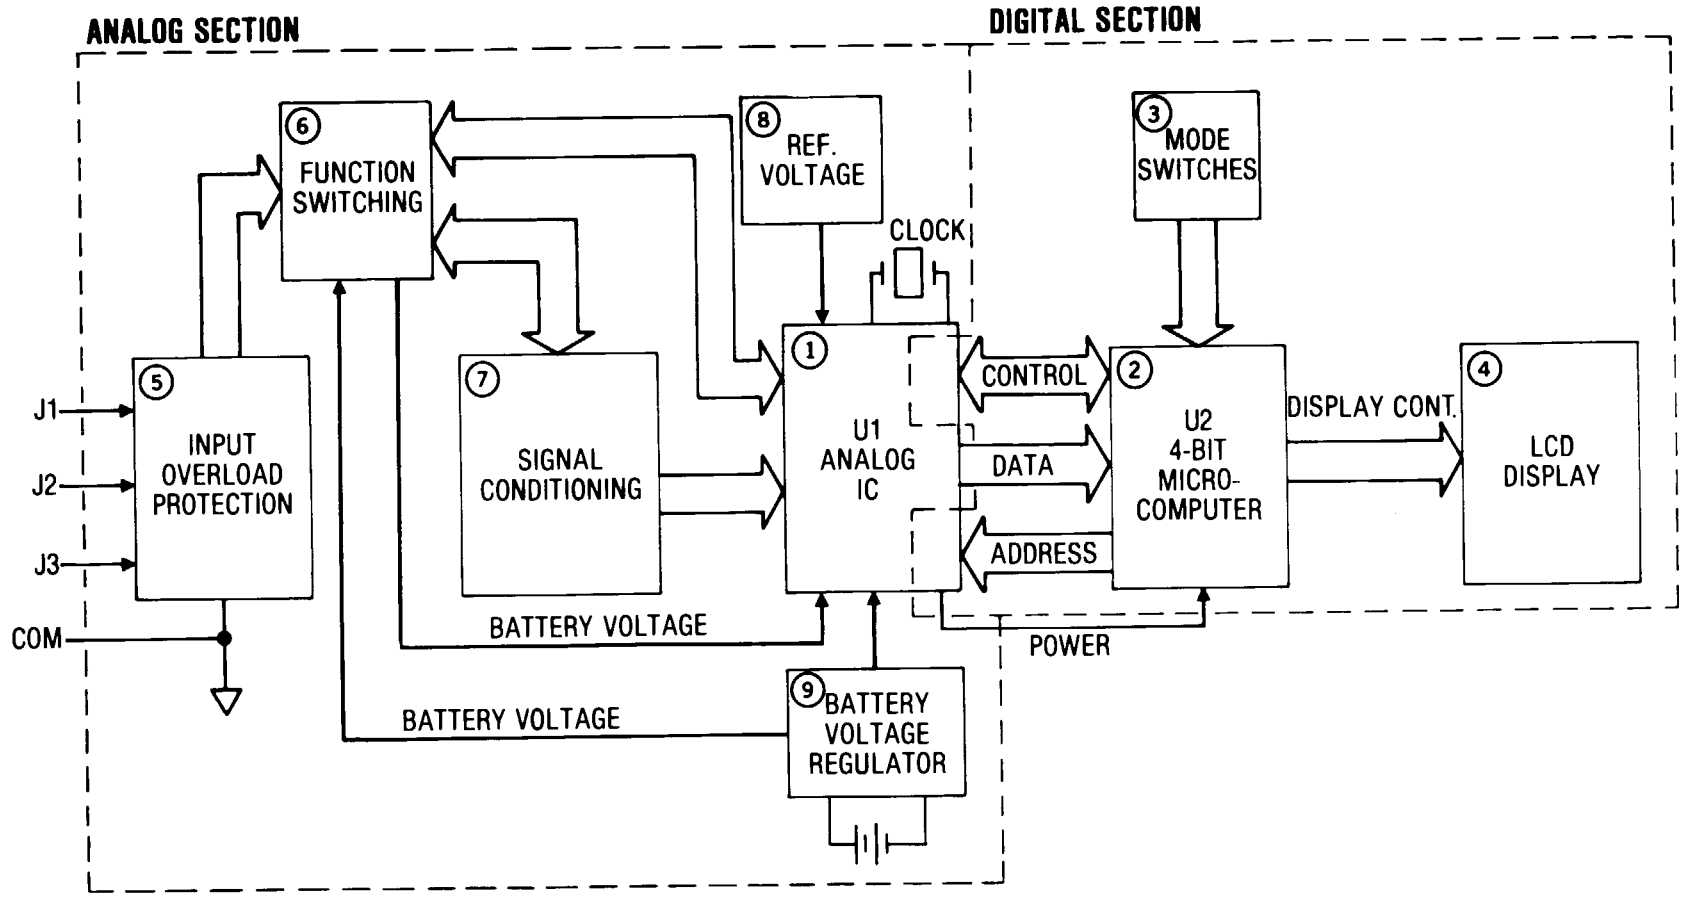 ANALOG SECTION
DIGITAL SECTION
6
FUNCTION
SWITCHING
8
REF.
VOLTAGE
3
MODE
SWITCHES
CLOCK
5
INPUT
OVERLOAD
PROTECTION
J1
J2
J3
COM
7
SIGNAL
CONDITIONING
1
U1
ANALOG
IC
CONTROL
DATA
ADDRESS
2
U2
4-BIT
MICRO-
COMPUTER
DISPLAY CONT.
4
LCD
DISPLAY
BATTERY VOLTAGE
POWER
BATTERY VOLTAGE
9
BATTERY
VOLTAGE
REGULATOR